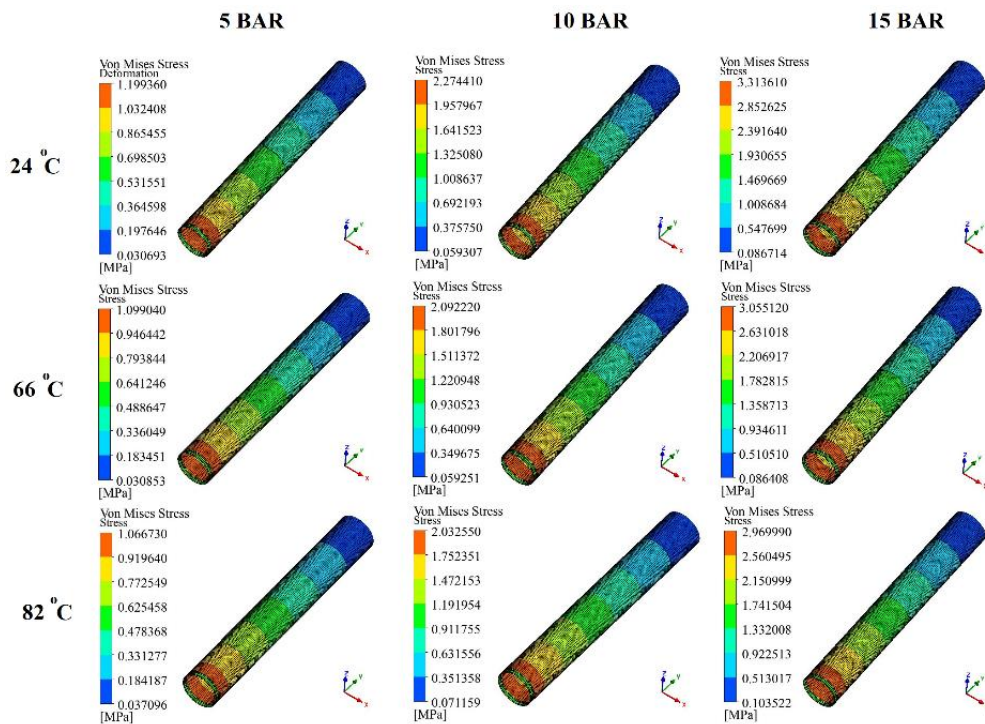 5 BAR
10 BAR
15 BAR
24 °C
Von Mises Stress
Deformation
1.199360
1.032408
0.865455
0.698503
0.531551
0.364598
0.197646
0.030693
[MPa]
Z
Y
X
Von Mises Stress
Stress
2.274410
1.957967
1.641523
1.325080
1.008637
0.692193
0.375750
0.059307
[MPa]
Z
Y
X
Von Mises Stress
Stress
3.313610
2.852625
2.391640
1.930655
1.469669
1.008684
0.547699
0.086714
[MPa]
Z
Y
X
66 °C
Von Mises Stress
Stress
1.099040
0.946442
0.793844
0.641246
0.488647
0.336049
0.183451
0.030853
[MPa]
Z
Y
X
Von Mises Stress
Stress
2.092220
1.801796
1.511372
1.220948
0.930523
0.640099
0.349675
0.059251
[MPa]
Z
Y
X
Von Mises Stress
Stress
3.055120
2.631018
2.206917
1.782815
1.358713
0.934611
0.510510
0.086408
[MPa]
Z
Y
X
82 °C
Von Mises Stress
Stress
1.066730
0.919640
0.772549
0.625458
0.478368
0.331277
0.184187
0.037096
[MPa]
Z
Y
X
Von Mises Stress
Stress
2.032550
1.752351
1.472153
1.191954
0.911755
0.631556
0.351358
0.071159
[MPa]
Z
Y
X
Von Mises Stress
Stress
2.969990
2.560495
2.150999
1.741504
1.332008
0.922513
0.513017
0.103522
[MPa]
Z
Y
X